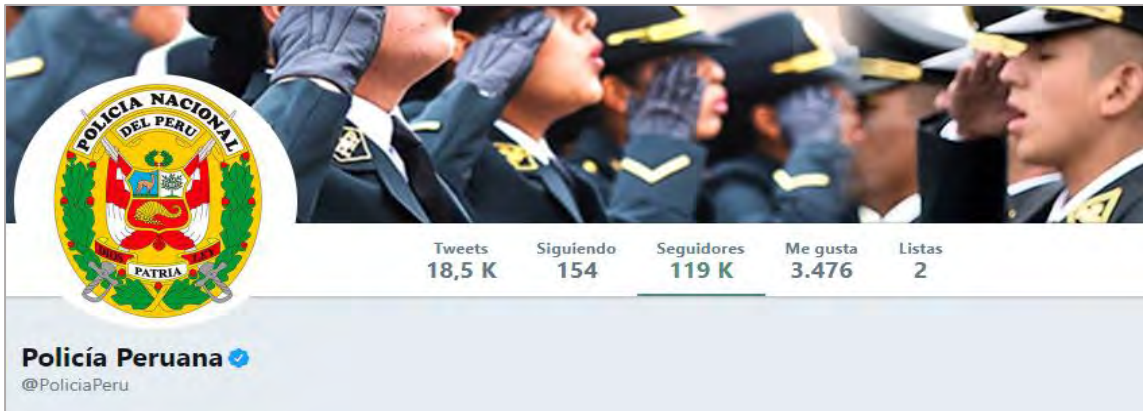 POLICIA NACIONAL
DEL PERU
DIOS PATRIA LEY
Tweets Siguiendo Seguidores Me gusta Listas
18,5 K 154 119 K 3.476 2
Policía Peruana
@PoliciaPeru